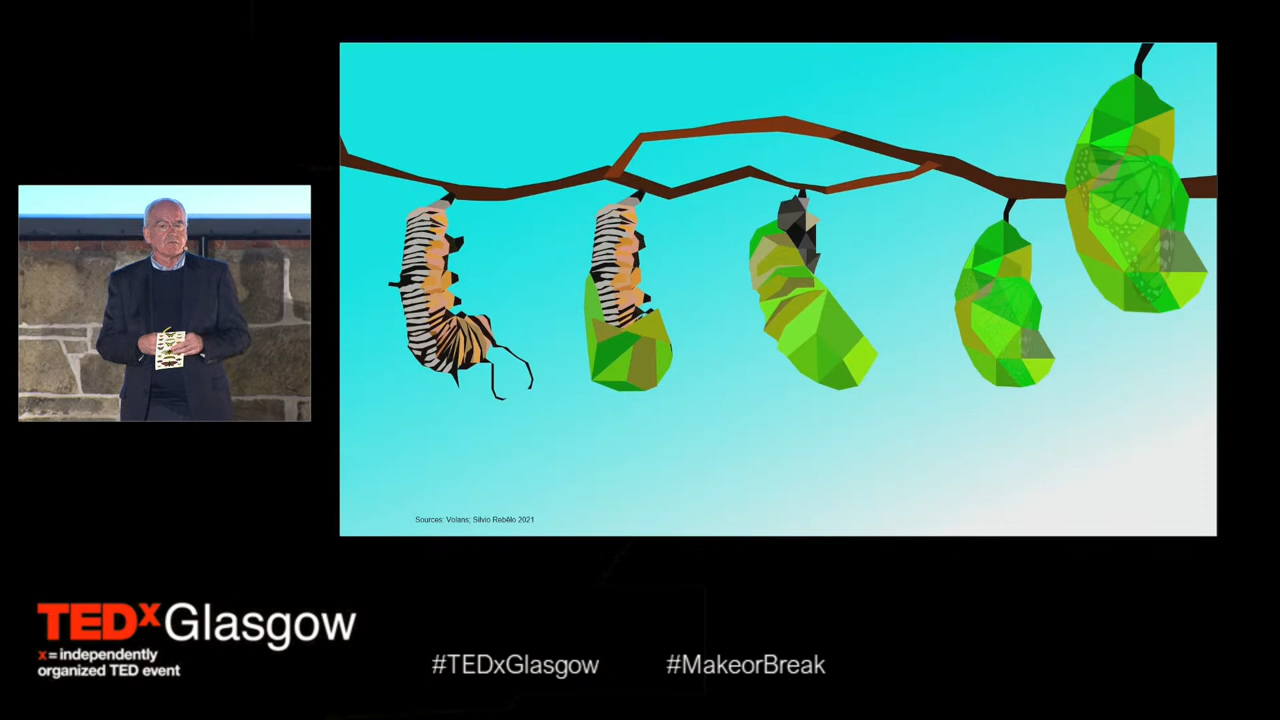 Sources: Volans; Silvio Rebêlo 2021
TEDxGlasgow
x = independently
organized TED event
#TEDxGlasgow
#MakeorBreak